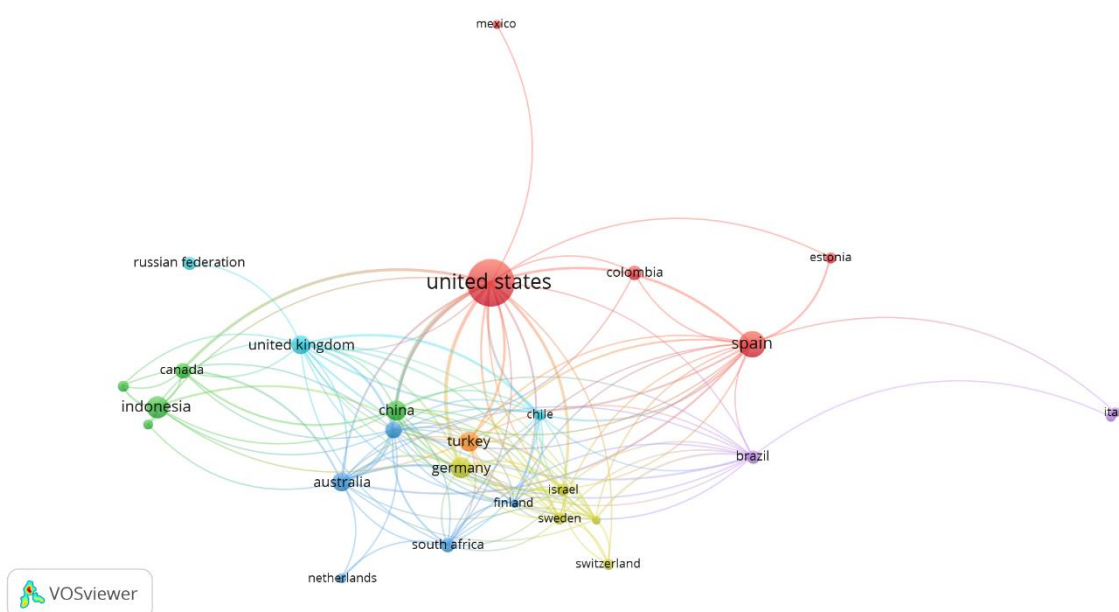 mexico
russian federation
united states
colombia
estonia
united kingdom
spain
canada
indonesia
china
chile
ita
turkey
brazil
germany
australia
israel
finland
sweden
south africa
switzerland
netherlands
VOSviewer